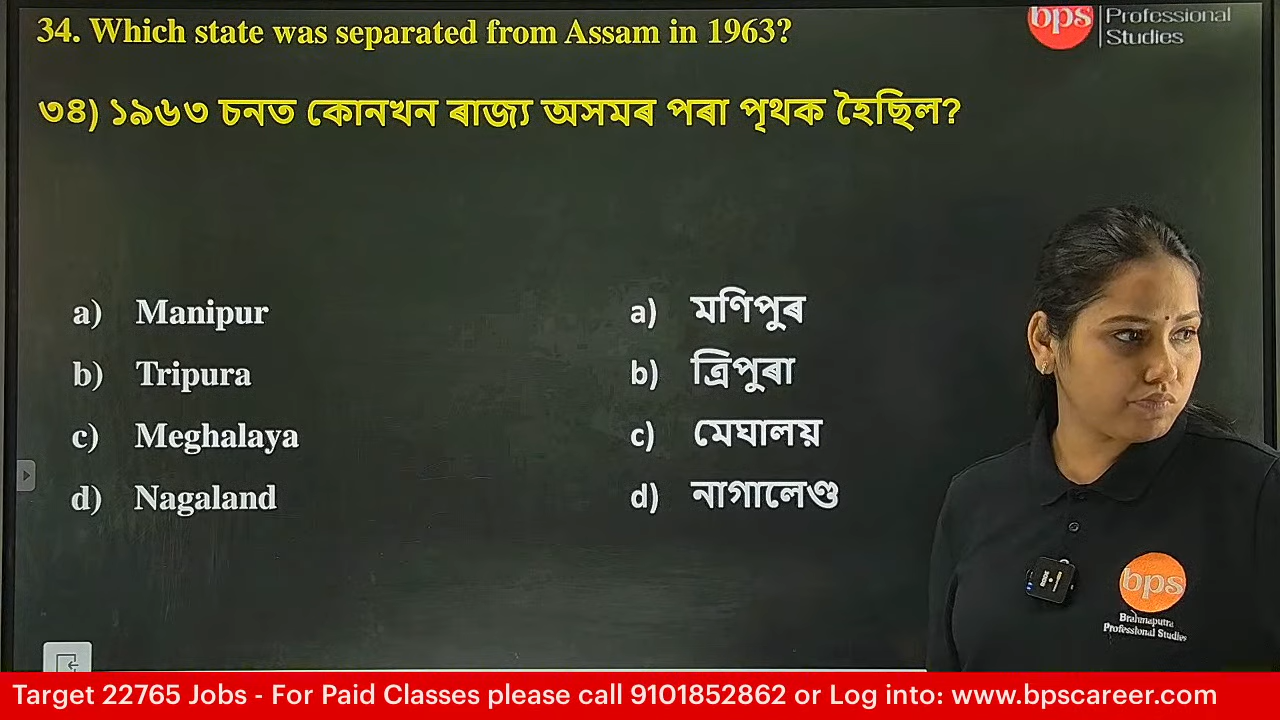 34. Which state was separated from Assam in 1963?
bps Professional Studies
৩৪) ১৯৬৩ চনত কোনখন ৰাজ্য অসমৰ পৰা পৃথক হৈছিল?
a) Manipur
b) Tripura
c) Meghalaya
d) Nagaland
a) মণিপুৰ
b) ত্ৰিপুৰা
c) মেঘালয়
d) নাগালেণ্ড
bps
Brahmaputra
Professional Studies
Target 22765 Jobs - For Paid Classes please call 9101852862 or Log into: www.bpscareer.com